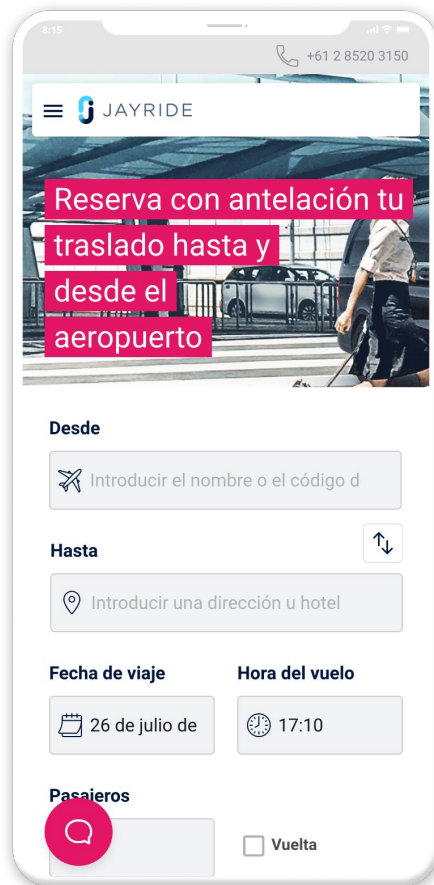 8:15
+61 2 8520 3150
JAYRIDE
Reserva con antelación tu
traslado hasta y
desde el
aeropuerto
Desde
Introducir el nombre o el código d
Hasta
Introducir una dirección u hotel
Fecha de viaje
Hora del vuelo
26 de julio de
17:10
Pasajeros
Vuelta